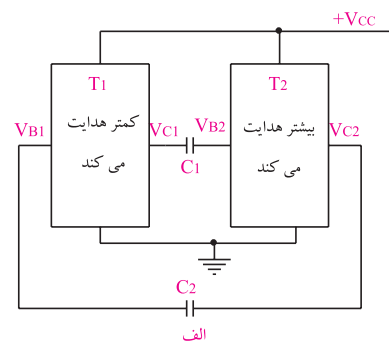 +VCC
T1
T2
VB1
کمتر هدایت
می کند
VC1
VB2
بیشتر هدایت
می کند
VC2
C1
C2
الف